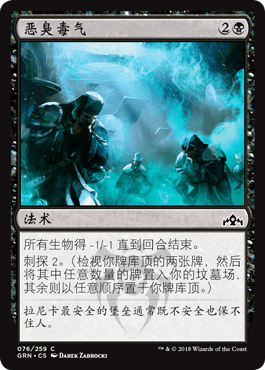 恶臭毒气 2
法术
所有生物得 -1/-1 直到回合结束。
刺探 2。（检视你牌库顶的两张牌，然后
将其中任意数量的牌置入你的坟墓场，
其余则以任意顺序置于你牌库顶。）
拉尼卡最安全的堡垒通常既不安全也保不
住人。
076/259 C
GRN • CS DAREK ZABROCKI
™ & © 2018 Wizards of the Coast